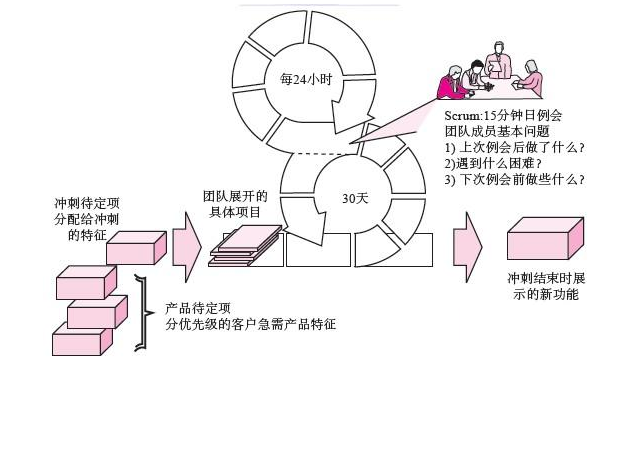 每24小时
Scrum:15分钟日例会
团队成员基本问题
1) 上次例会后做了什么?
2)遇到什么困难?
3) 下次例会前做些什么?
30天
团队展开的
具体项目
冲刺待定项
分配给冲刺
的特征
产品待定项
分优先级的客户急需产品特征
冲刺结束时展
示的新功能